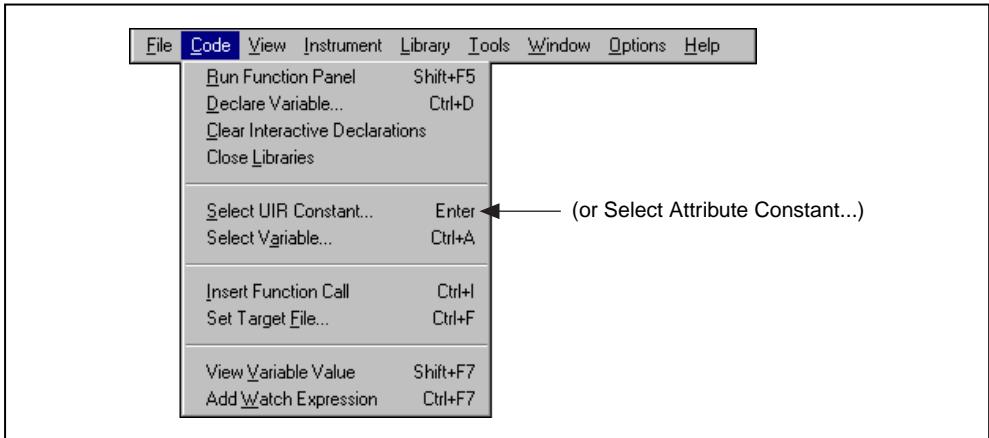 File Code View Instrument Library Tools Window Options Help
Run Function Panel Shift+F5
Declare Variable... Ctrl+D
Clear Interactive Declarations
Close Libraries
Select UIR Constant... Enter (or Select Attribute Constant...)
Select Variable... Ctrl+A
Insert Function Call Ctrl+I
Set Target File... Ctrl+F
View Variable Value Shift+F7
Add Watch Expression Ctrl+F7